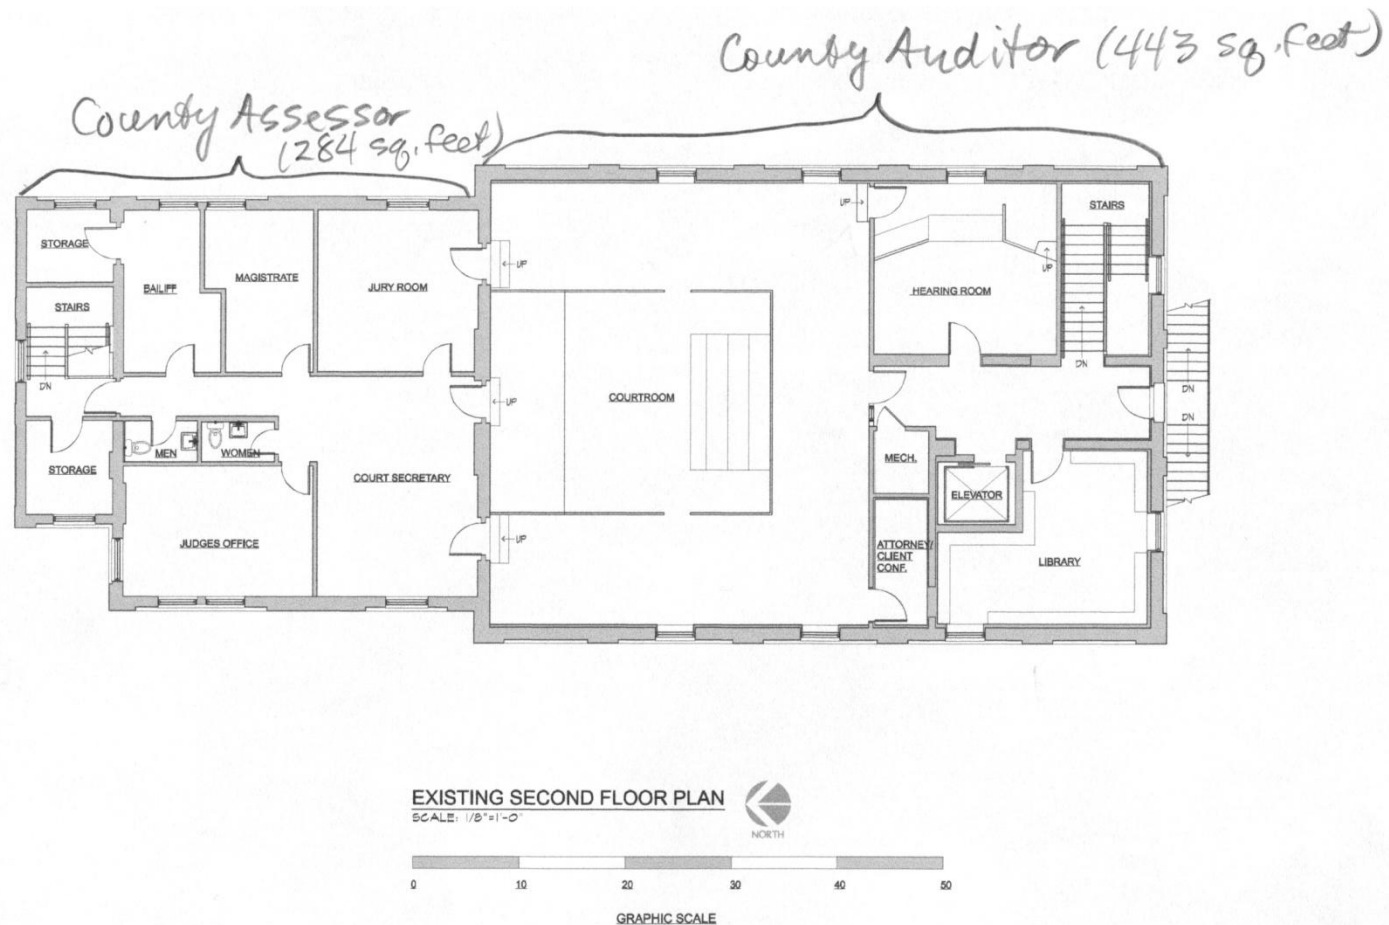 County Auditor (443 sq. feet)
County Assessor
(284 sq. feet)
STORAGE
STAIRS
DN
BAILIFF
MAGISTRATE
JURY ROOM
UP
UP
HEARING ROOM
UP
STAIRS
DN
DN
DN
UP
COURTROOM
STORAGE
MEN
WOMEN
COURT SECRETARY
JUDGES OFFICE
UP
MECH.
ELEVATOR
ATTORNEY/
CLIENT
CONF.
LIBRARY
EXISTING SECOND FLOOR PLAN
SCALE: 1/8"=1'-0"
NORTH
0 10 20 30 40 50
GRAPHIC SCALE